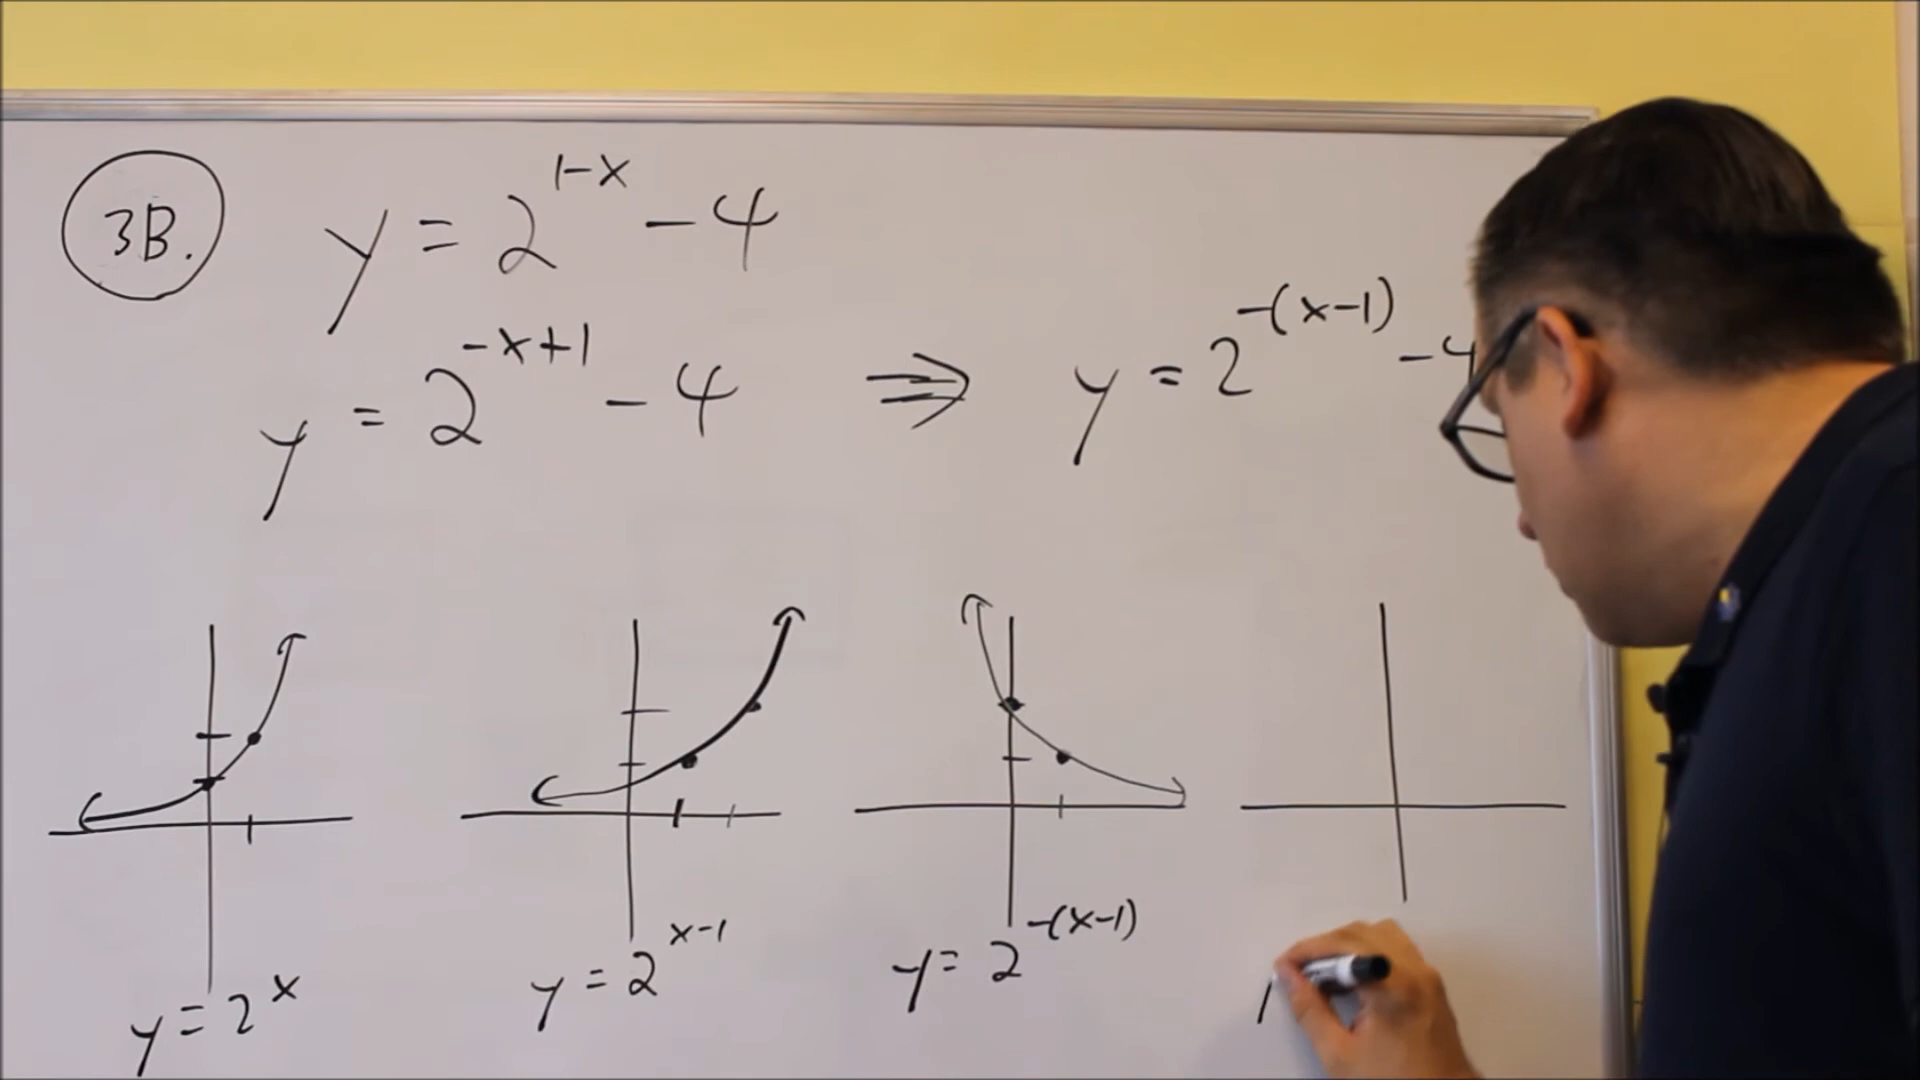 3B.
y = 2^{1-x} - 4
y = 2^{-x+1} - 4 ⇒ y = 2^{-(x-1)} - 4
y = 2^x
y = 2^{x-1}
y = 2^{-(x-1)}